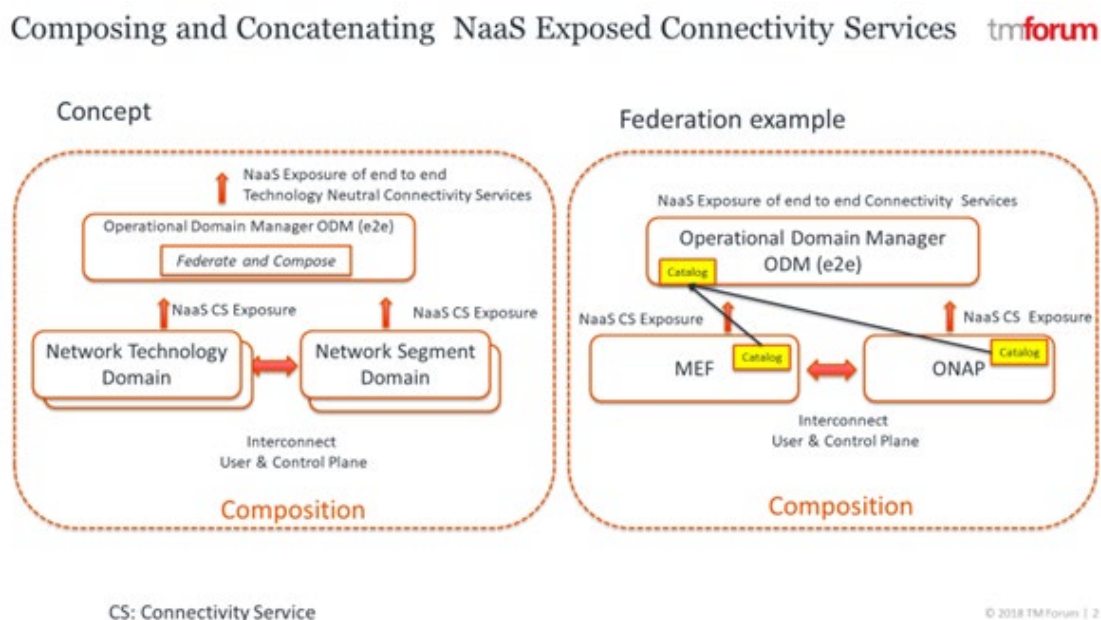 Composing and Concatenating NaaS Exposed Connectivity Services
tmforum
Concept
NaaS Exposure of end to end
Technology Neutral Connectivity Services
Operational Domain Manager ODM (e2e)
Federate and Compose
NaaS CS Exposure
NaaS CS Exposure
Network Technology
Domain
Network Segment
Domain
Interconnect
User & Control Plane
Composition
Federation example
NaaS Exposure of end to end Connectivity Services
Operational Domain Manager
ODM (e2e)
Catalog
NaaS CS Exposure
NaaS CS Exposure
MEF
Catalog
ONAP
Catalog
Interconnect
User & Control Plane
Composition
CS: Connectivity Service
© 2018 TM Forum | 2